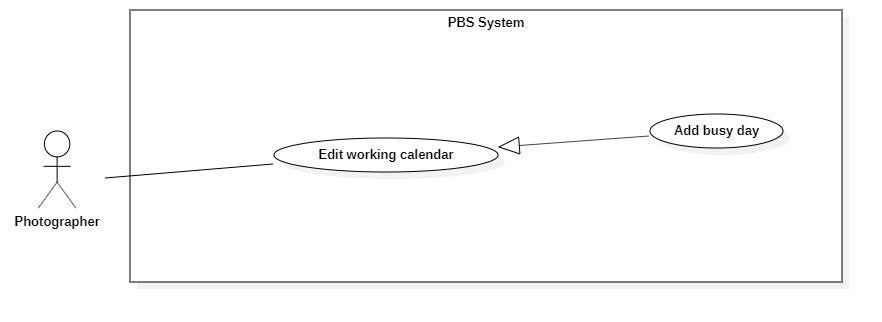 PBS System
Add busy day
Edit working calendar
Photographer